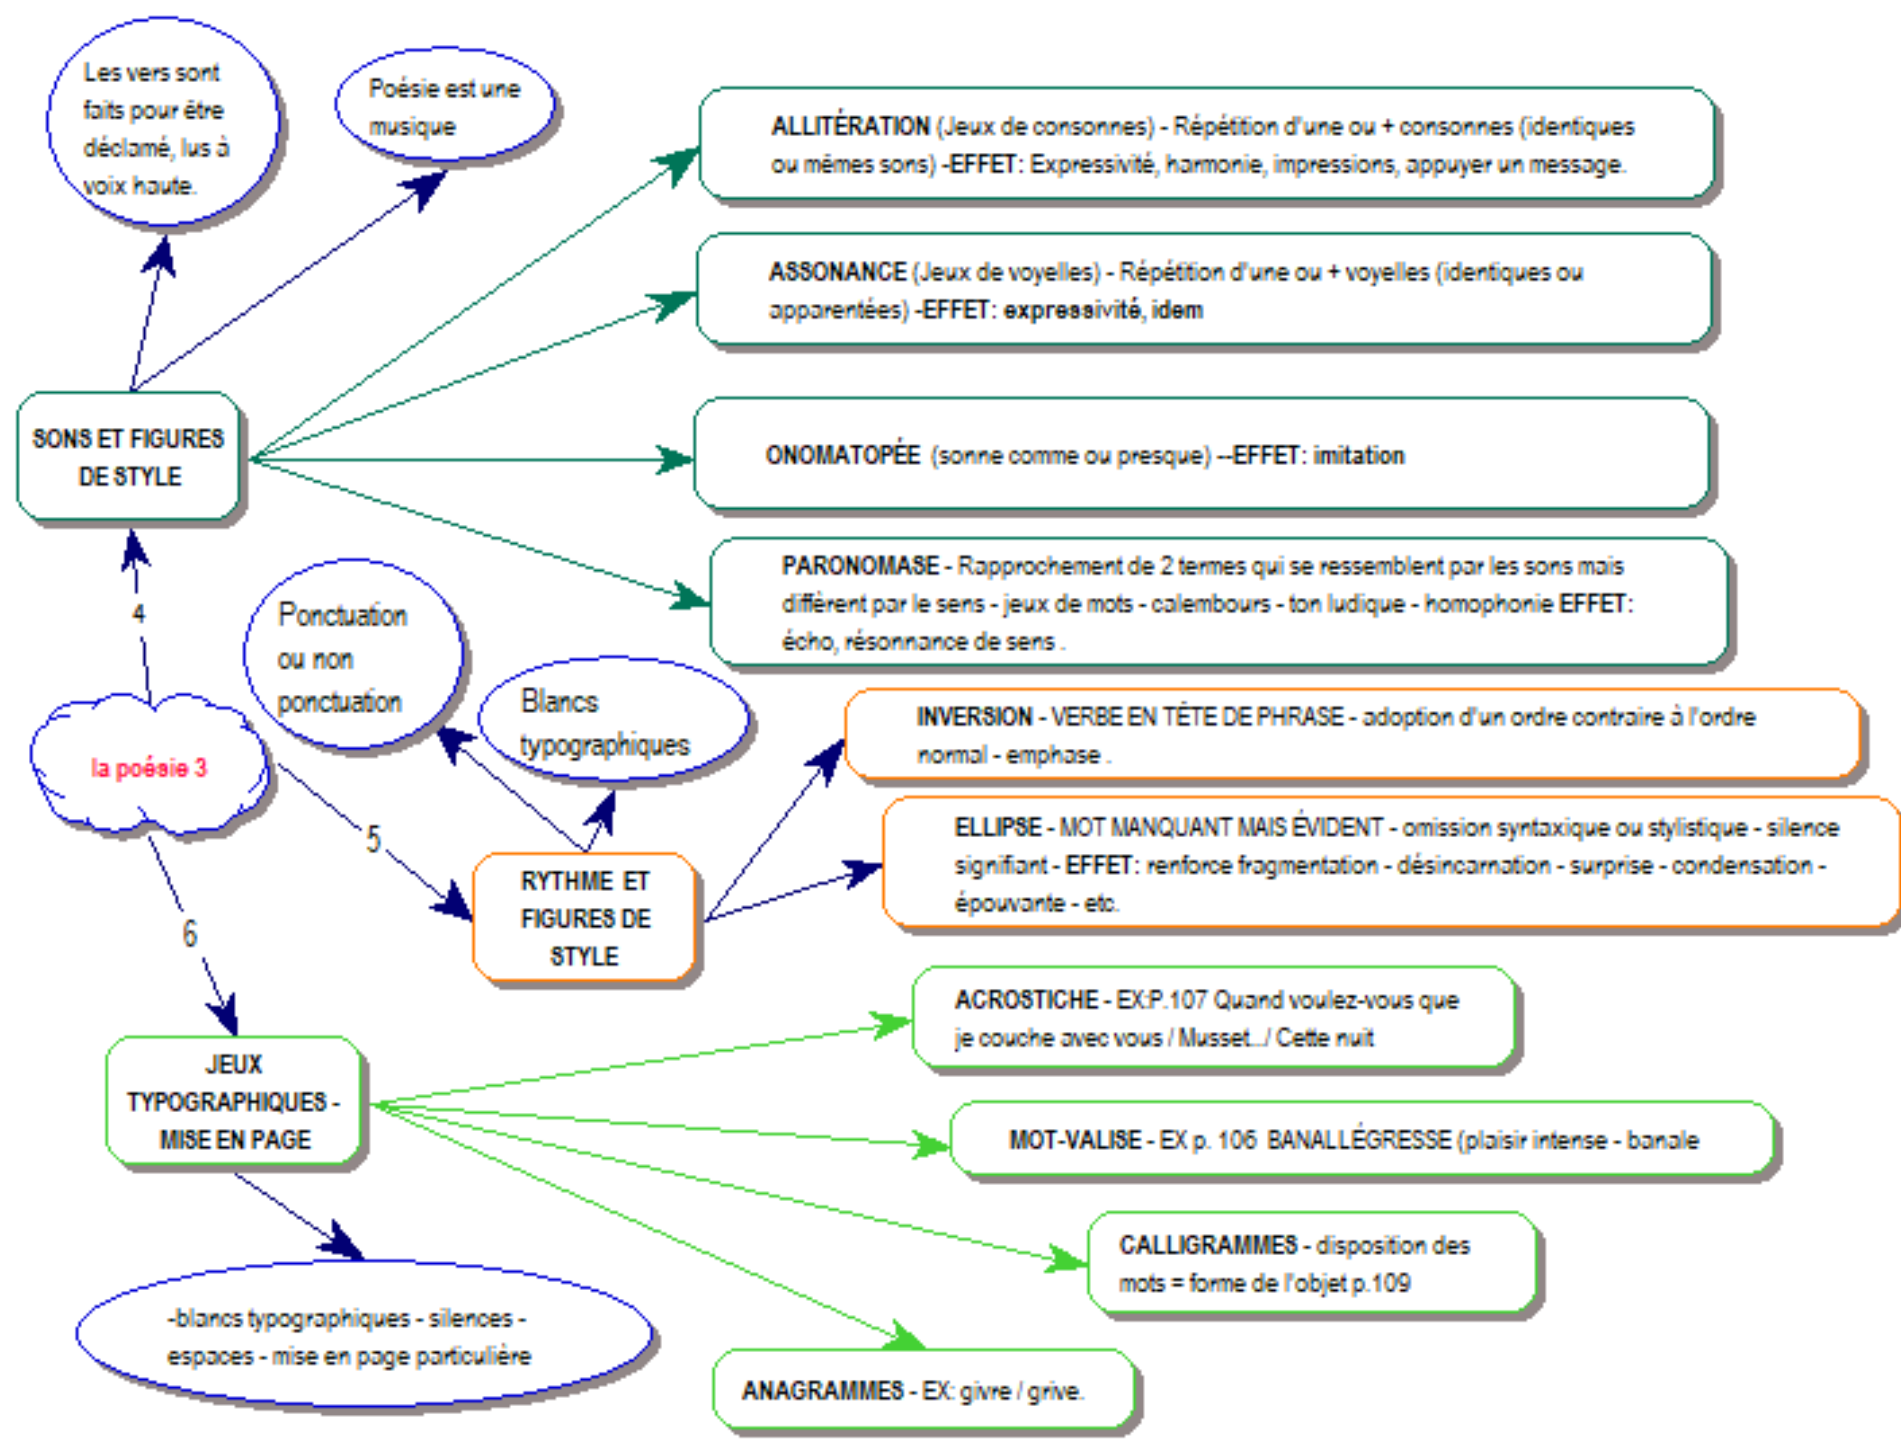 Les vers sont
faits pour être
déclamé, lus à
voix haute.
Poésie est une
musique
ALLITÉRATION (Jeux de consonnes) - Répétition d'une ou + consonnes (identiques
ou mêmes sons) -EFFET: Expressivité, harmonie, impressions, appuyer un message.
ASSONANCE (Jeux de voyelles) - Répétition d'une ou + voyelles (identiques ou
apparentées) -EFFET: expressivité, idem
SONS ET FIGURES
DE STYLE
ONOMATOPÉE (sonne comme ou presque) --EFFET: imitation
PARONOMASE - Rapprochement de 2 termes qui se ressemblent par les sons mais
diffèrent par le sens - jeux de mots - calembours - ton ludique - homophonie EFFET:
écho, résonnance de sens .
4
Ponctuation
ou non
ponctuation
Blancs
typographiques
la poésie 3
INVERSION - VERBE EN TÊTE DE PHRASE - adoption d'un ordre contraire à l'ordre
normal - emphase .
5
ELLIPSE - MOT MANQUANT MAIS ÉVIDENT - omission syntaxique ou stylistique - silence
signifiant - EFFET: renforce fragmentation - désincarnation - surprise - condensation -
épouvante - etc.
RYTHME ET
FIGURES DE
STYLE
6
ACROSTICHE - EX:P.107 Quand voulez-vous que
je couche avec vous / Musset.../ Cette nuit
JEUX
TYPOGRAPHIQUES -
MISE EN PAGE
MOT-VALISE - EX p. 106 BANALLÉGRESSE (plaisir intense - banale
CALLIGRAMMES - disposition des
mots = forme de l'objet p.109
-blancs typographiques - silences -
espaces - mise en page particulière
ANAGRAMMES - EX: givre / grive.